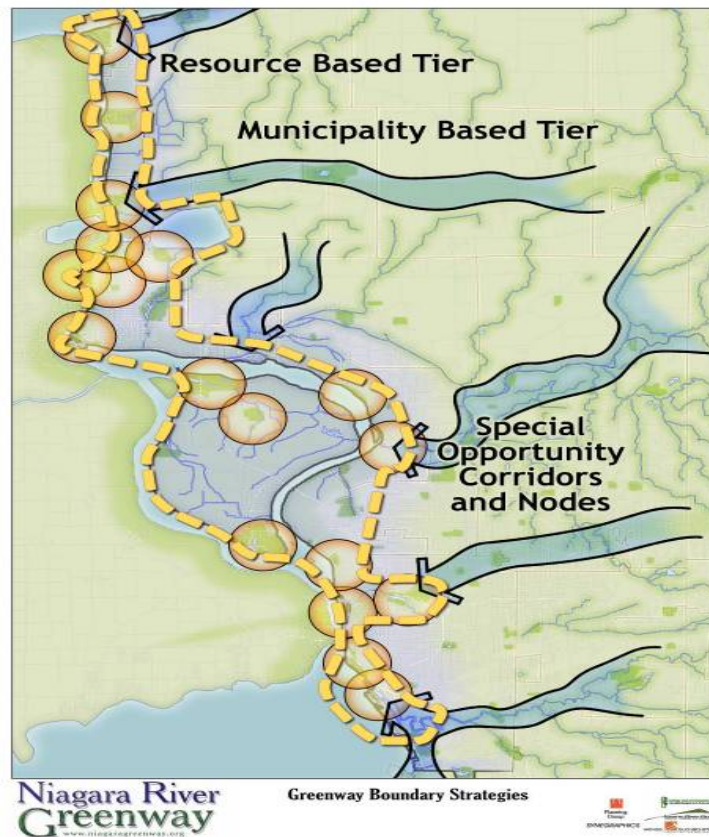 Resource Based Tier
Municipality Based Tier
Special
Opportunity
Corridors
and Nodes
Niagara River
Greenway
www.niagaragreenway.org
Greenway Boundary Strategies